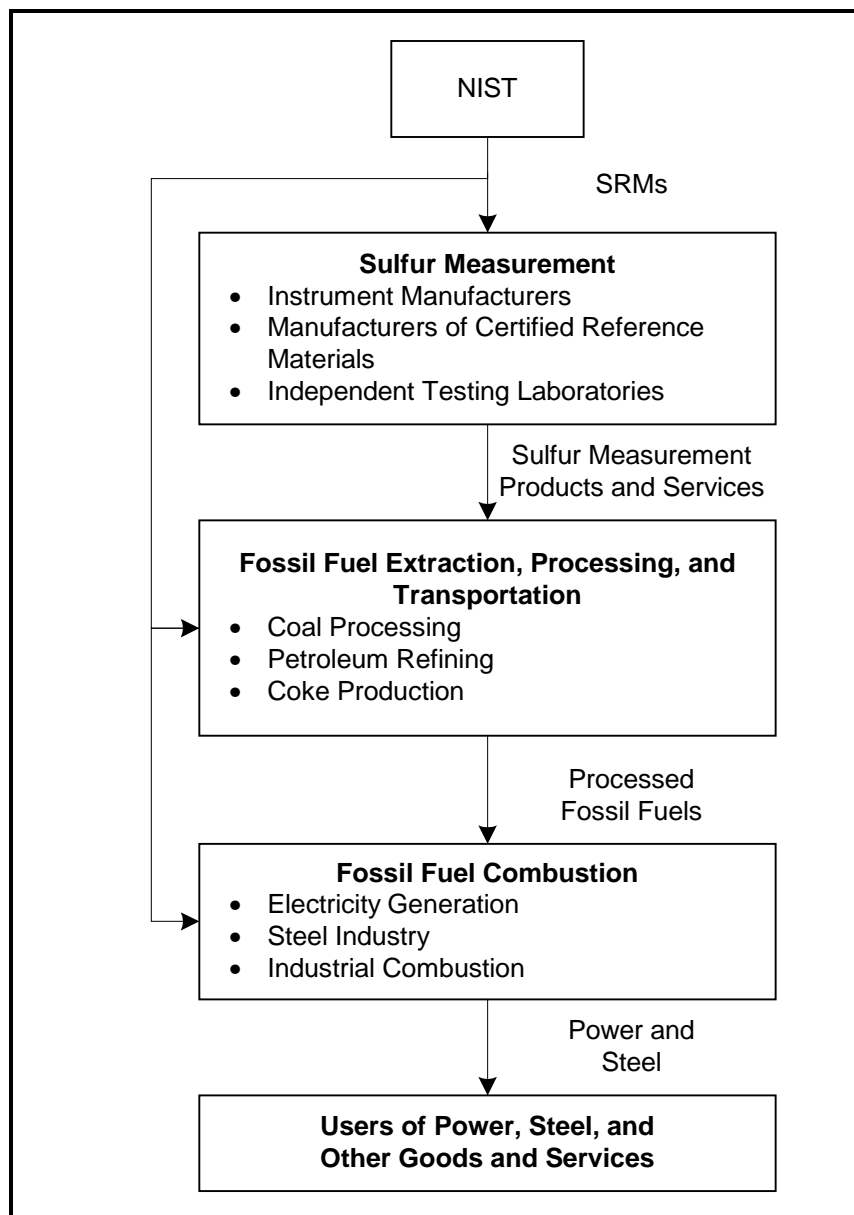 NIST
SRMs
Sulfur Measurement
• Instrument Manufacturers
• Manufacturers of Certified Reference
Materials
• Independent Testing Laboratories
Sulfur Measurement
Products and Services
Fossil Fuel Extraction, Processing, and
Transportation
• Coal Processing
• Petroleum Refining
• Coke Production
Processed
Fossil Fuels
Fossil Fuel Combustion
• Electricity Generation
• Steel Industry
• Industrial Combustion
Power and
Steel
Users of Power, Steel, and
Other Goods and Services